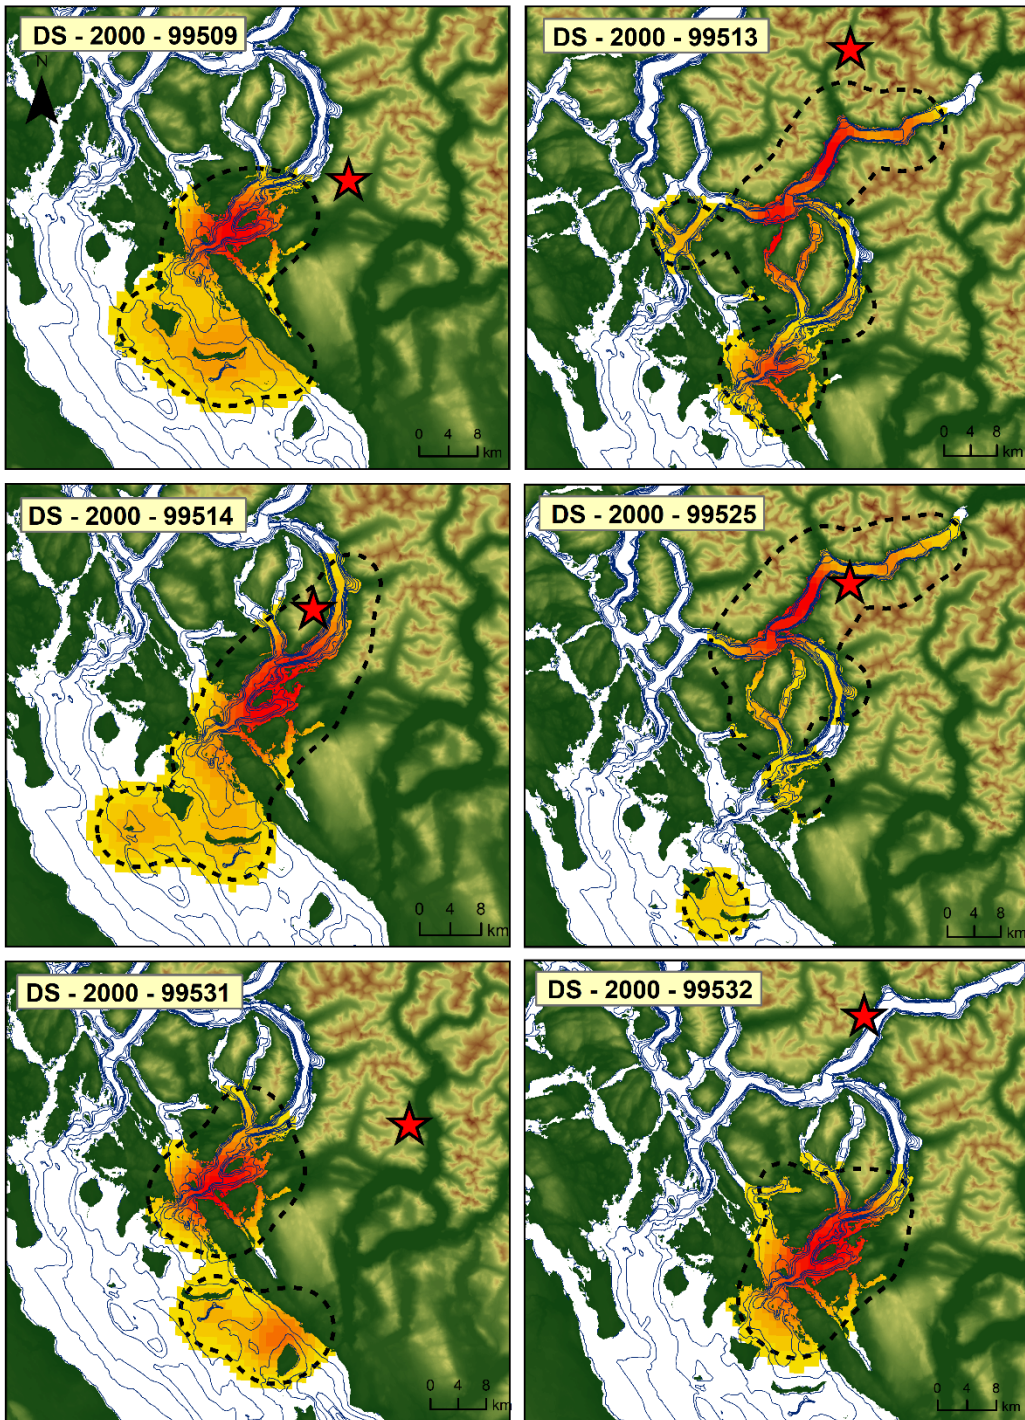 DS - 2000 - 99509
N
0 4 8
km
DS - 2000 - 99513
0 4 8
km
DS - 2000 - 99514
0 4 8
km
DS - 2000 - 99525
0 4 8
km
DS - 2000 - 99531
0 4 8
km
DS - 2000 - 99532
0 4 8
km